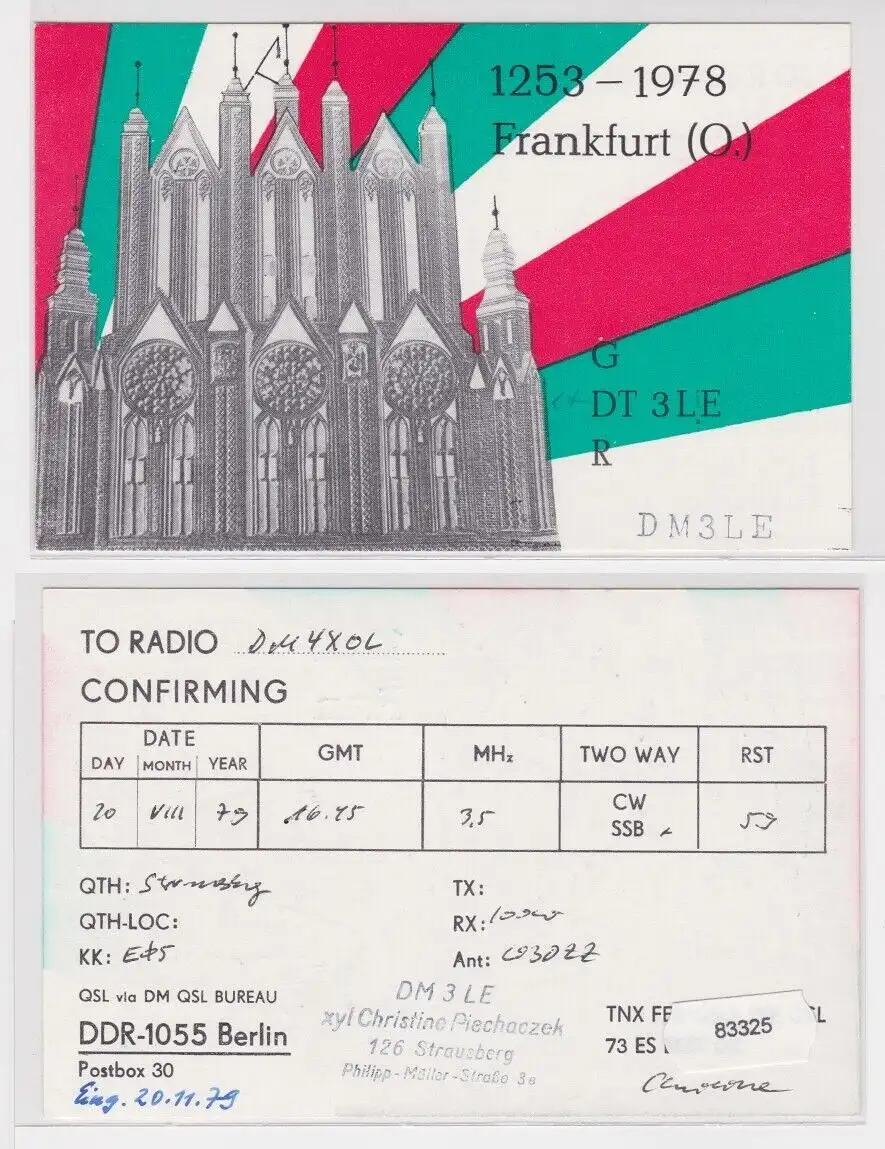 1253 – 1978
Frankfurt (O.)
G
DT 3LE
R
DM3LE
TO RADIO DM4XOL
CONFIRMING
DATE
DAY MONTH YEAR GMT MHz TWO WAY RST
20 VIII 79 16.45 3,5 CW
SSB 59
QTH: Strausberg TX:
QTH-LOC: RX:
KK: Ant:
QSL via DM QSL BUREAU
DDR-1055 Berlin
Postbox 30
Eing. 20.11.79
DM 3 LE
xyl Christine Piechaczek
126 Strausberg
Philipp-Müller-Straße 3a
TNX
73 ES
83325
Christine